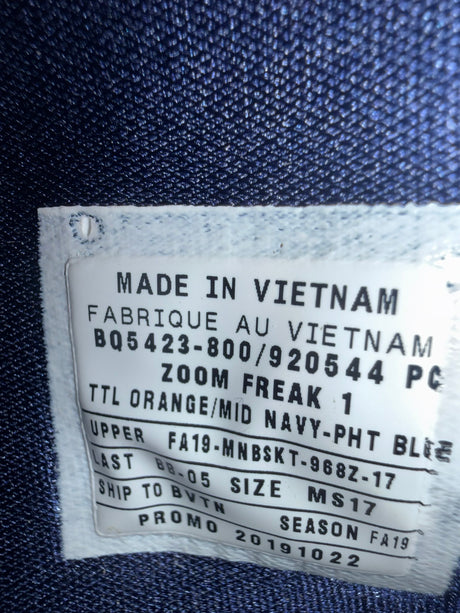 MADE IN VIETNAM
FABRIQUE AU VIETNAM
BQ5423-800/920544 PC
ZOOM FREAK 1
TTL ORANGE/MID NAVY-PHT BLUE
UPPER FA19-MNBSKT-968Z-17
LAST BB-05 SIZE MS17
SHIP TO BVTN SEASON FA19
PROMO 20191022